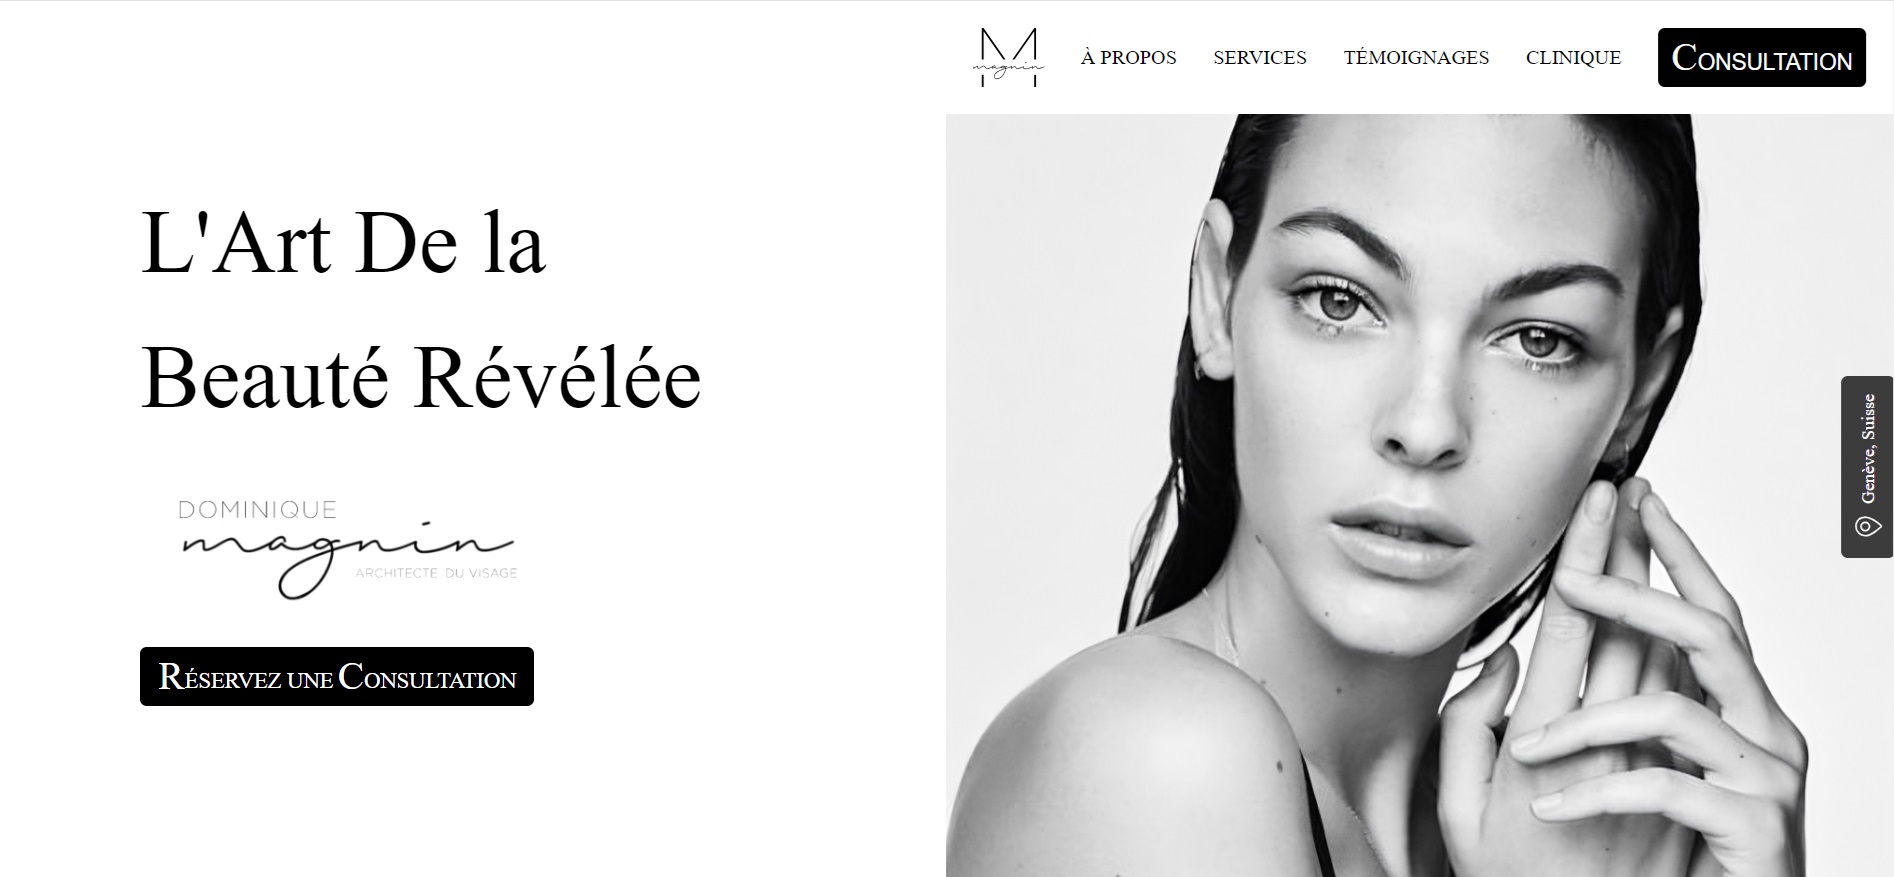 magnin
À PROPOS
SERVICES
TÉMOIGNAGES
CLINIQUE
CONSULTATION
L'Art De la
Beauté Révélée
DOMINIQUE
magnin
ARCHITECTE DU VISAGE
RÉSERVEZ UNE CONSULTATION
Genève, Suisse